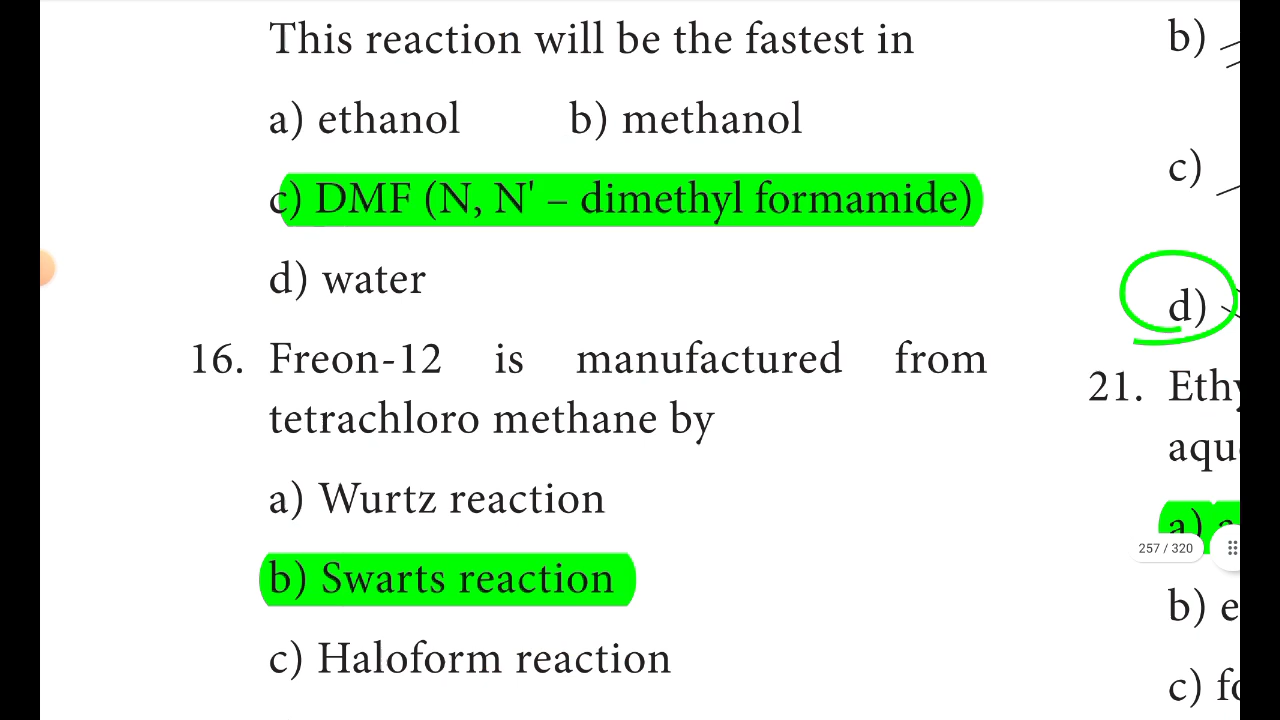 This reaction will be the fastest in
a) ethanol b) methanol
c) DMF (N, N' – dimethyl formamide)
d) water
16. Freon-12 is manufactured from
tetrachloro methane by
a) Wurtz reaction
b) Swarts reaction
c) Haloform reaction
b)
c)
d)
21.
a)
257 / 320
b)
c)